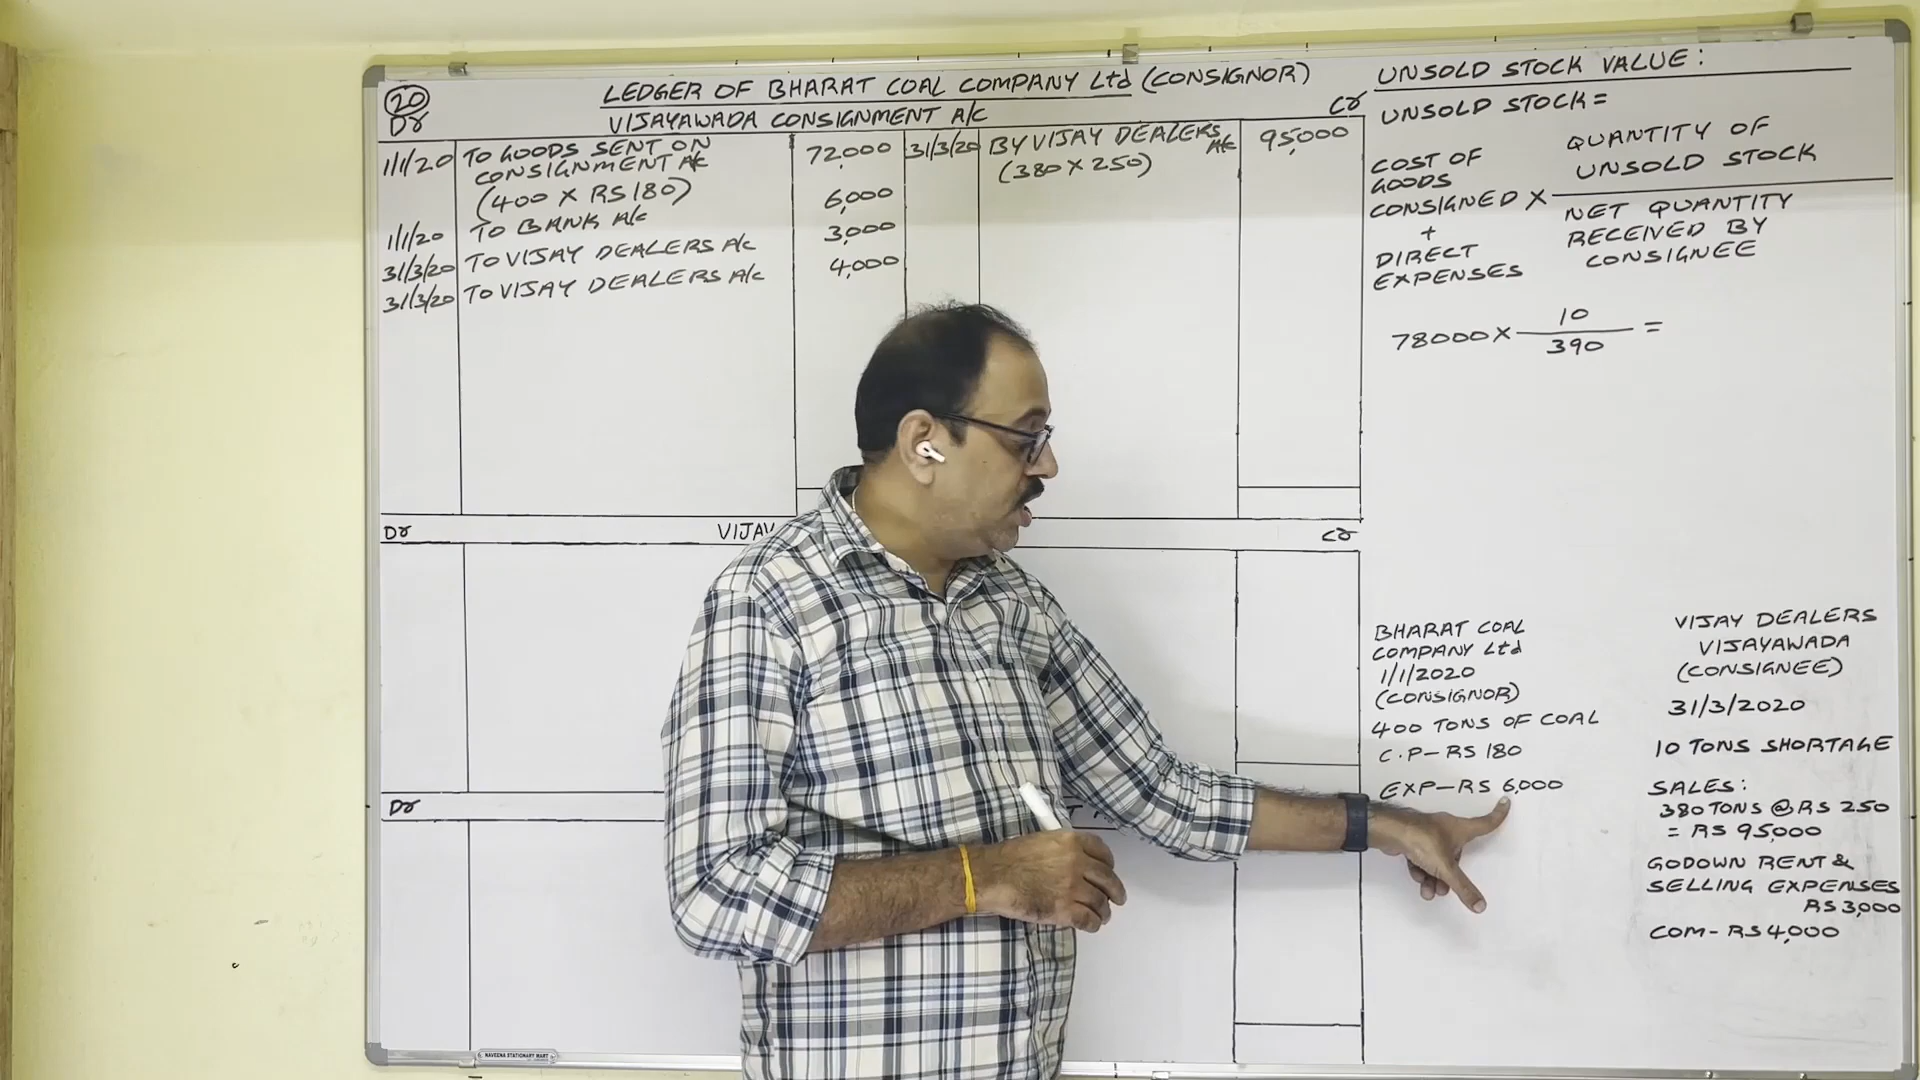 20
LEDGER OF BHARAT COAL COMPANY Ltd (CONSIGNOR)
Dr
VIJAYAWADA CONSIGNMENT A/c
Cr
1/1/20 TO GOODS SENT ON CONSIGNMENT A/c 72,000
(400 X RS 180)
1/1/20 TO BANK A/c 6,000
31/3/20 TO VIJAY DEALERS A/c 3,000
31/3/20 TO VIJAY DEALERS A/c 4,000
31/3/20 BY VIJAY DEALERS A/c 95,000
(380 X 250)
Dr
VIJAY
Cr
Dr
UNSOLD STOCK VALUE:
UNSOLD STOCK =
COST OF
GOODS
CONSIGNED X
+
DIRECT
EXPENSES
QUANTITY OF
UNSOLD STOCK
NET QUANTITY
RECEIVED BY
CONSIGNEE
78000 X 10
390 =
BHARAT COAL
COMPANY Ltd
1/1/2020
(CONSIGNOR)
400 TONS OF COAL
C.P-RS 180
EXP-RS 6,000
VIJAY DEALERS
VIJAYAWADA
(CONSIGNEE)
31/3/2020
10 TONS SHORTAGE
SALES:
380 TONS @ RS 250
= RS 95,000
GODOWN RENT &
SELLING EXPENSES
RS 3,000
COM-RS 4,000
NAVEENA STATIONARY MART